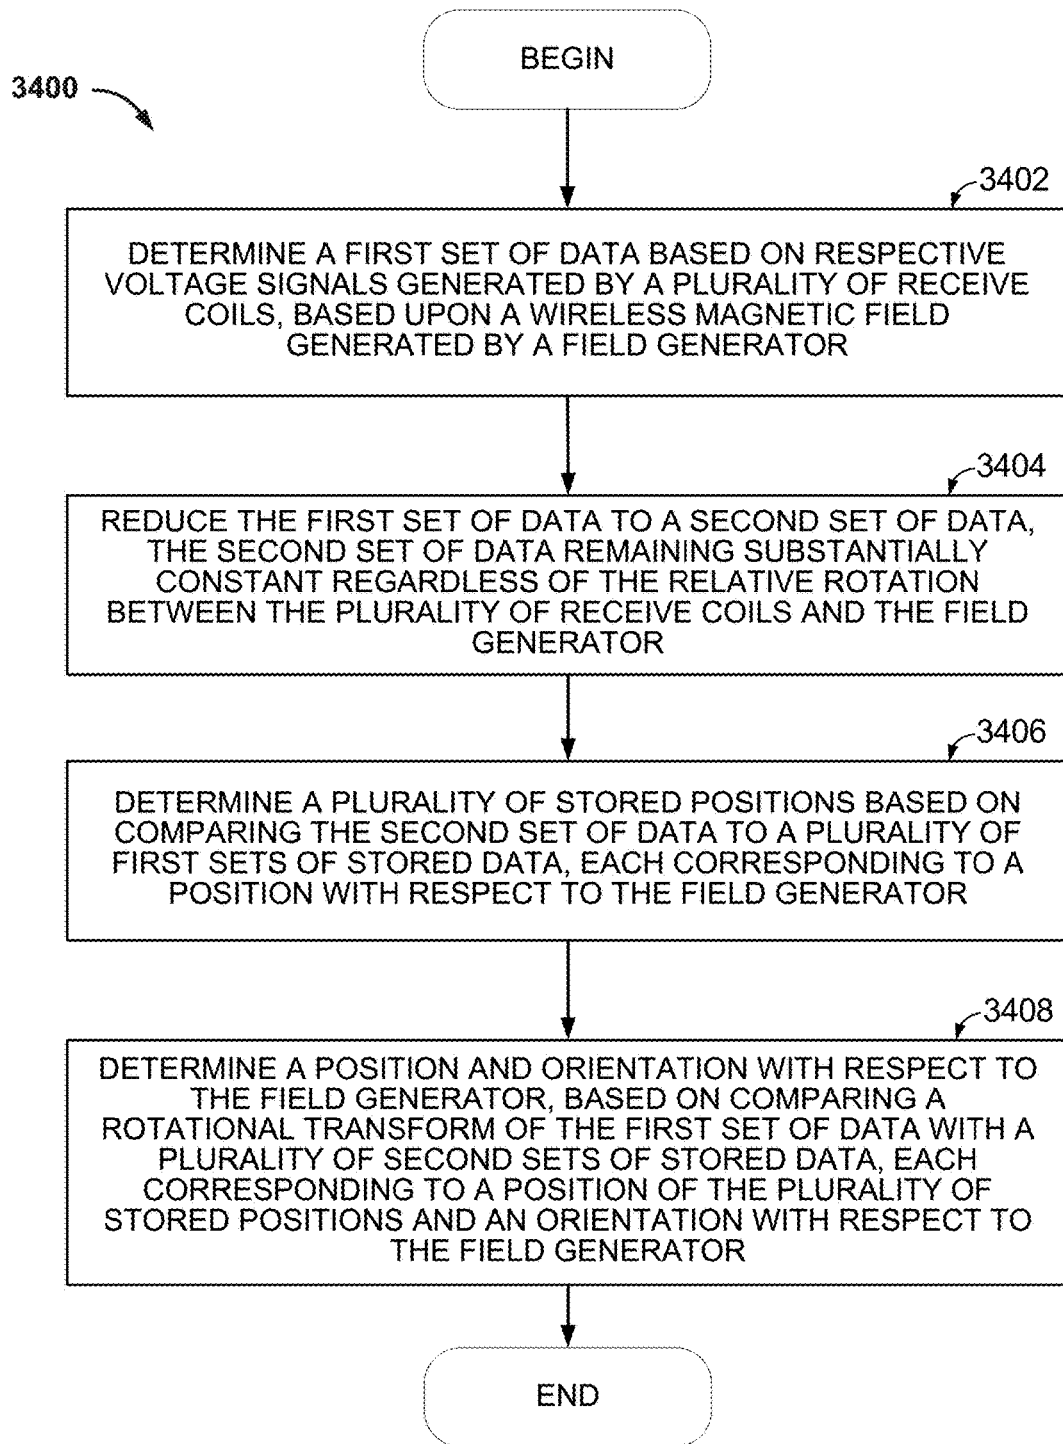 BEGIN
3400
3402
DETERMINE A FIRST SET OF DATA BASED ON RESPECTIVE
VOLTAGE SIGNALS GENERATED BY A PLURALITY OF RECEIVE
COILS, BASED UPON A WIRELESS MAGNETIC FIELD
GENERATED BY A FIELD GENERATOR
3404
REDUCE THE FIRST SET OF DATA TO A SECOND SET OF DATA,
THE SECOND SET OF DATA REMAINING SUBSTANTIALLY
CONSTANT REGARDLESS OF THE RELATIVE ROTATION
BETWEEN THE PLURALITY OF RECEIVE COILS AND THE FIELD
GENERATOR
3406
DETERMINE A PLURALITY OF STORED POSITIONS BASED ON
COMPARING THE SECOND SET OF DATA TO A PLURALITY OF
FIRST SETS OF STORED DATA, EACH CORRESPONDING TO A
POSITION WITH RESPECT TO THE FIELD GENERATOR
3408
DETERMINE A POSITION AND ORIENTATION WITH RESPECT TO
THE FIELD GENERATOR, BASED ON COMPARING A
ROTATIONAL TRANSFORM OF THE FIRST SET OF DATA WITH A
PLURALITY OF SECOND SETS OF STORED DATA, EACH
CORRESPONDING TO A POSITION OF THE PLURALITY OF
STORED POSITIONS AND AN ORIENTATION WITH RESPECT TO
THE FIELD GENERATOR
END